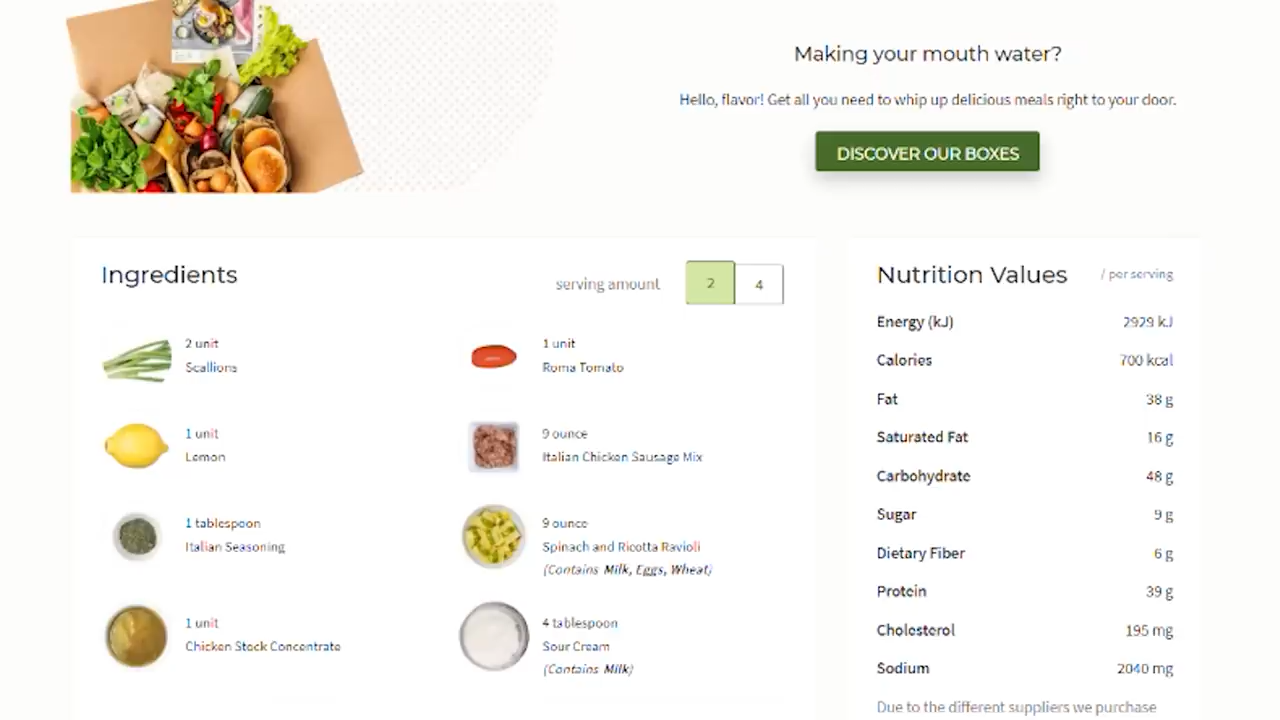 Making your mouth water?
Hello, flavor! Get all you need to whip up delicious meals right to your door.
DISCOVER OUR BOXES
Ingredients
serving amount
2
4
2 unit
Scallions
1 unit
Roma Tomato
1 unit
Lemon
9 ounce
Italian Chicken Sausage Mix
1 tablespoon
Italian Seasoning
9 ounce
Spinach and Ricotta Ravioli
(Contains Milk, Eggs, Wheat)
1 unit
Chicken Stock Concentrate
4 tablespoon
Sour Cream
(Contains Milk)
Nutrition Values / per serving
Energy (kJ) 2929 kJ
Calories 700 kcal
Fat 38 g
Saturated Fat 16 g
Carbohydrate 48 g
Sugar 9 g
Dietary Fiber 6 g
Protein 39 g
Cholesterol 195 mg
Sodium 2040 mg
Due to the different suppliers we purchase